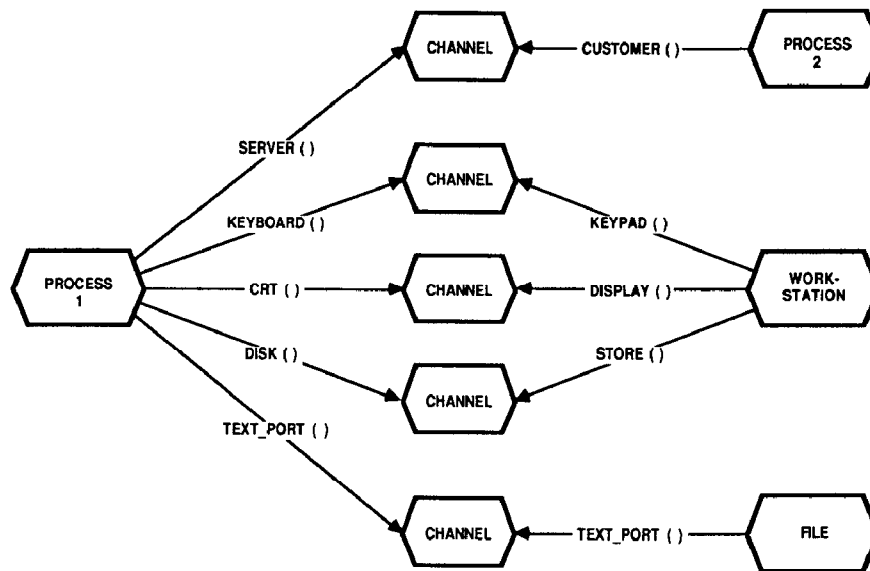 CHANNEL
CUSTOMER ( )
PROCESS
2
SERVER ( )
CHANNEL
KEYBOARD ( )
KEYPAD ( )
PROCESS
1
CRT ( )
CHANNEL
DISPLAY ( )
WORK-
STATION
DISK ( )
STORE ( )
CHANNEL
TEXT_PORT ( )
CHANNEL
TEXT_PORT ( )
FILE